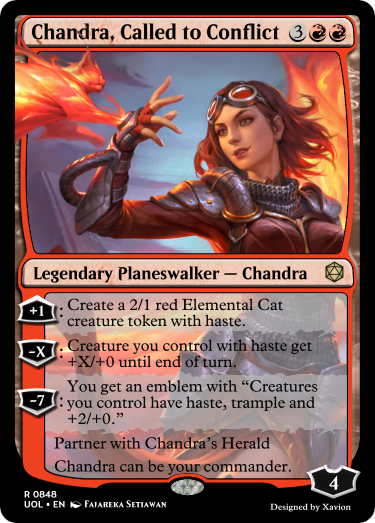 Chandra, Called to Conflict 3
Legendary Planeswalker — Chandra
+1: Create a 2/1 red Elemental Cat
creature token with haste.
-X: Creature you control with haste get
+X/+0 until end of turn.
-7: You get an emblem with “Creatures
you control have haste, trample and
+2/+0.”
Partner with Chandra’s Herald
Chandra can be your commander.
4
R 0848
UOL • EN Fajareka Setiawan
Designed by Xavion